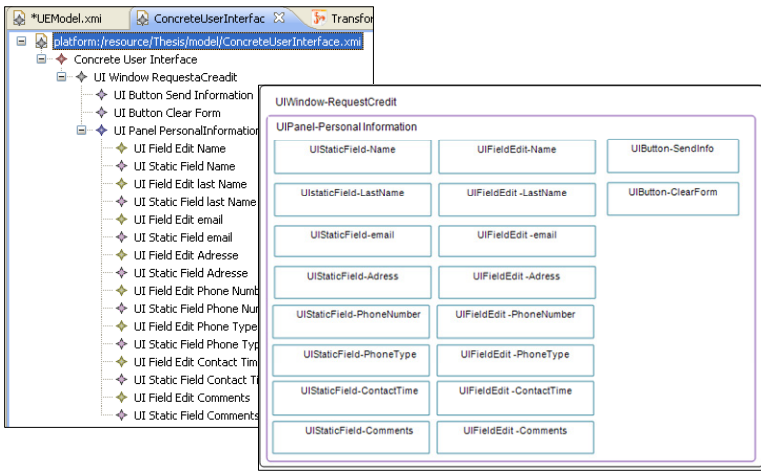 *UEModel.xmi
ConcreteUserInterfac
Transfor
platform:/resource/Thesis/model/ConcreteUserInterface.xmi
Concrete User Interface
UI Window RequestaCreadit
UI Button Send Information
UI Button Clear Form
UI Panel PersonalInformation
UI Field Edit Name
UI Static Field Name
UI Field Edit last Name
UI Static Field last Name
UI Field Edit email
UI Static Field email
UI Field Edit Adresse
UI Static Field Adresse
UI Field Edit Phone Numb
UI Static Field Phone Num
UI Field Edit Phone Type
UI Static Field Phone Typ
UI Field Edit Contact Tim
UI Static Field Contact Ti
UI Field Edit Comments
UI Static Field Comments
UIWindow-RequestCredit
UIPanel-Personal Information
UIStaticField-Name
UIFieldEdit-Name
UIButton-SendInfo
UIstaticField-LastName
UIFieldEdit -LastName
UIButton-ClearForm
UIStaticField-email
UIFieldEdit -email
UIStaticField-Adress
UIFieldEdit -Adress
UIStaticField-PhoneNumber
UIFieldEdit -PhoneNumber
UIStaticField-PhoneType
UIFieldEdit -PhoneType
UIStaticField-ContactTime
UIFieldEdit -ContactTime
UIStaticField-Comments
UIFieldEdit -Comments